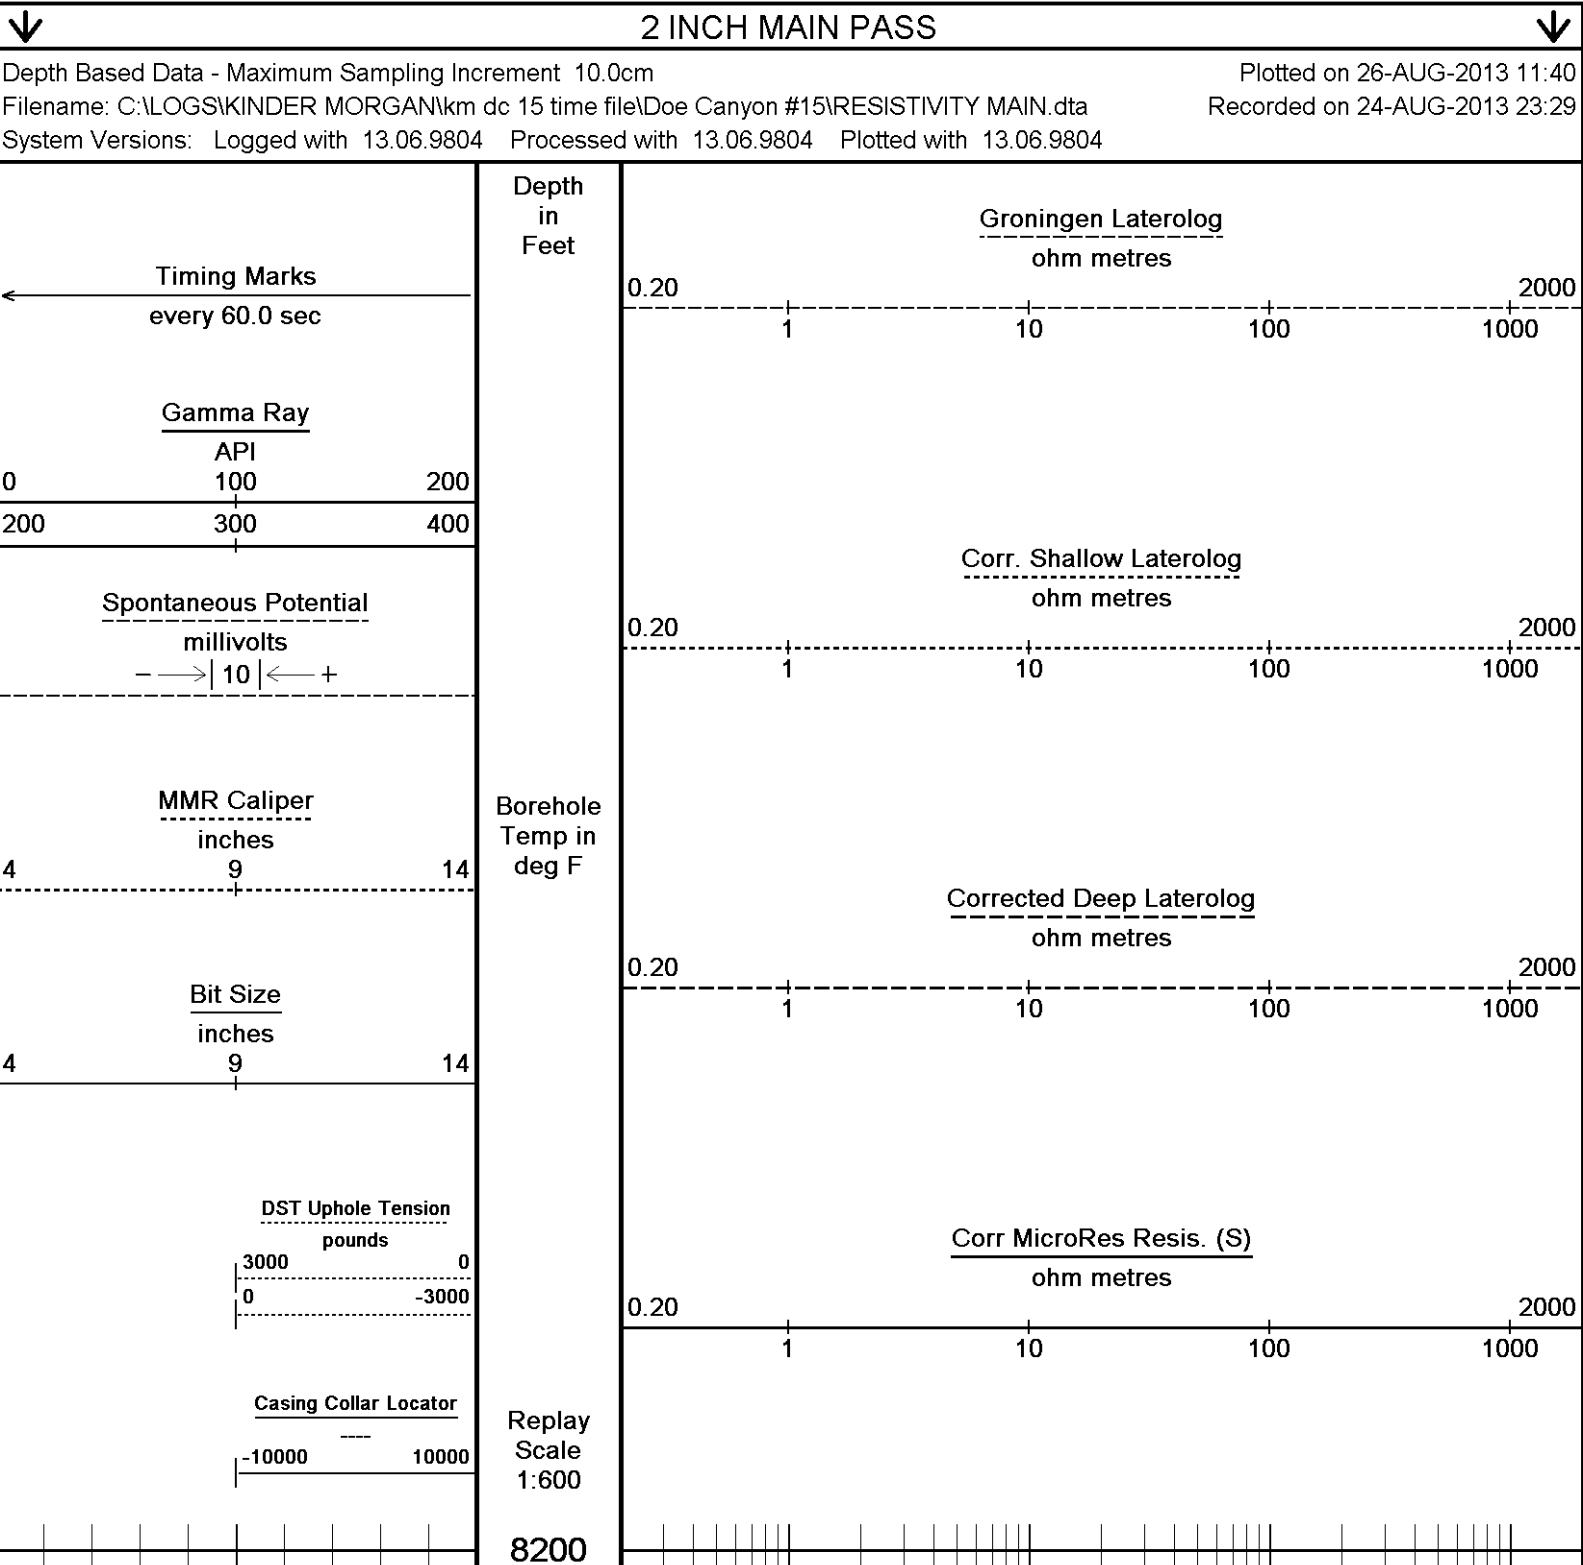 2 INCH MAIN PASS
Depth Based Data - Maximum Sampling Increment 10.0cm
Plotted on 26-AUG-2013 11:40
Filename: C:\LOGS\KINDER MORGAN\km dc 15 time file\Doe Canyon #15\RESISTIVITY MAIN.dta
Recorded on 24-AUG-2013 23:29
System Versions: Logged with 13.06.9804 Processed with 13.06.9804 Plotted with 13.06.9804
Timing Marks
every 60.0 sec
Gamma Ray
API
0 100 200
200 300 400
Spontaneous Potential
millivolts
- 10 +
MMR Caliper
inches
4 9 14
Bit Size
inches
4 9 14
DST Uphole Tension
pounds
3000 0
0 -3000
Casing Collar Locator
----
-10000 10000
Depth
in
Feet
Borehole
Temp in
deg F
Replay
Scale
1:600
8200
Groningen Laterolog
ohm metres
0.20 2000
1 10 100 1000
Corr. Shallow Laterolog
ohm metres
0.20 2000
1 10 100 1000
Corrected Deep Laterolog
ohm metres
0.20 2000
1 10 100 1000
Corr MicroRes Resis. (S)
ohm metres
0.20 2000
1 10 100 1000